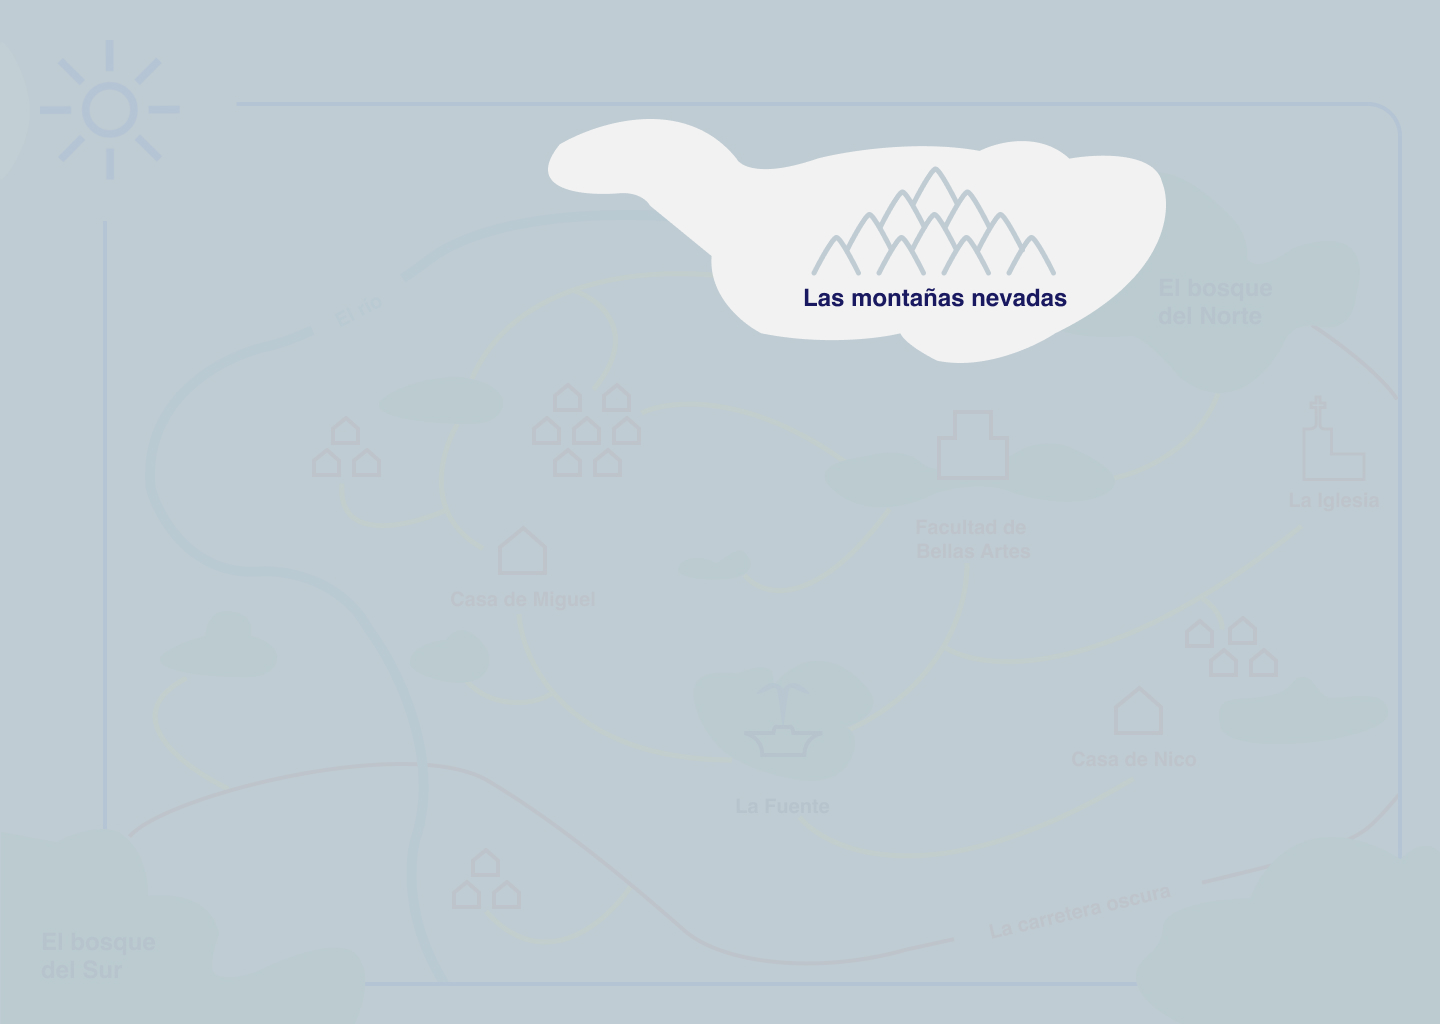 Las montañas nevadas
El bosque
del Norte
El río
La Iglesia
Facultad de
Bellas Artes
Casa de Miguel
Casa de Nico
La Fuente
La carretera oscura
El bosque
del Sur